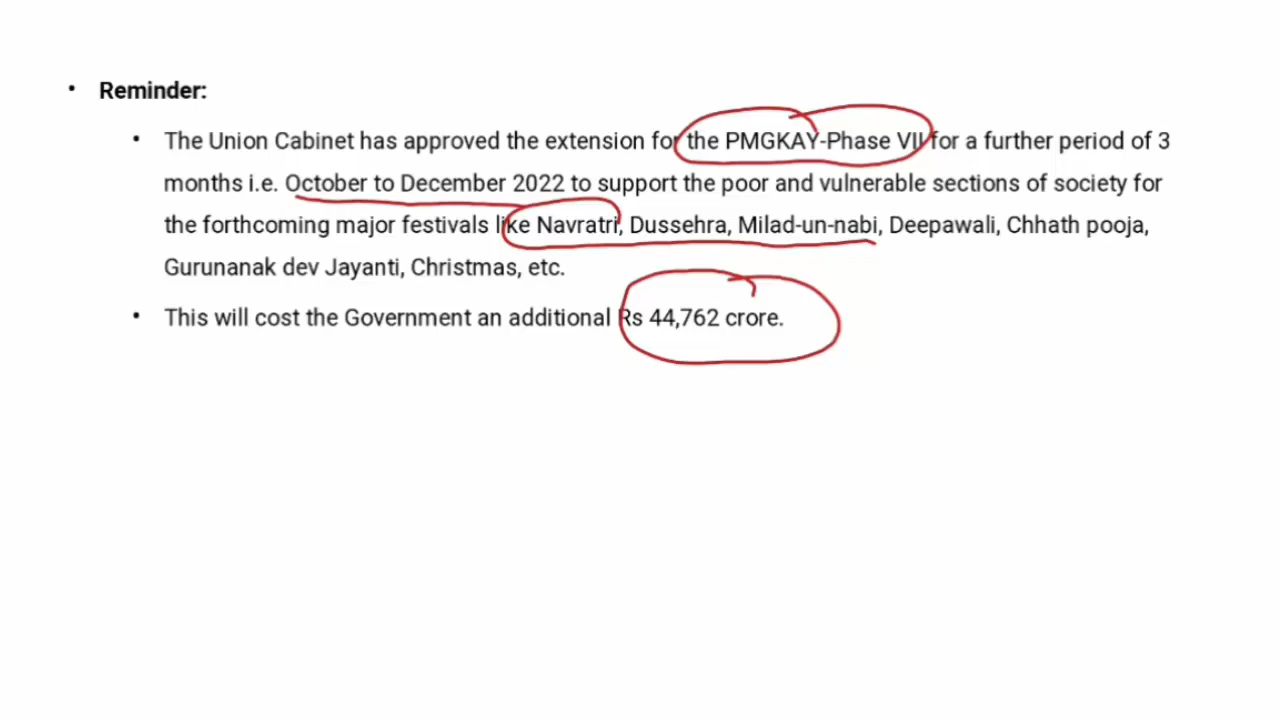 • Reminder:
• The Union Cabinet has approved the extension for the PMGKAY-Phase VII for a further period of 3
months i.e. October to December 2022 to support the poor and vulnerable sections of society for
the forthcoming major festivals like Navratri, Dussehra, Milad-un-nabi, Deepawali, Chhath pooja,
Gurunanak dev Jayanti, Christmas, etc.
• This will cost the Government an additional Rs 44,762 crore.